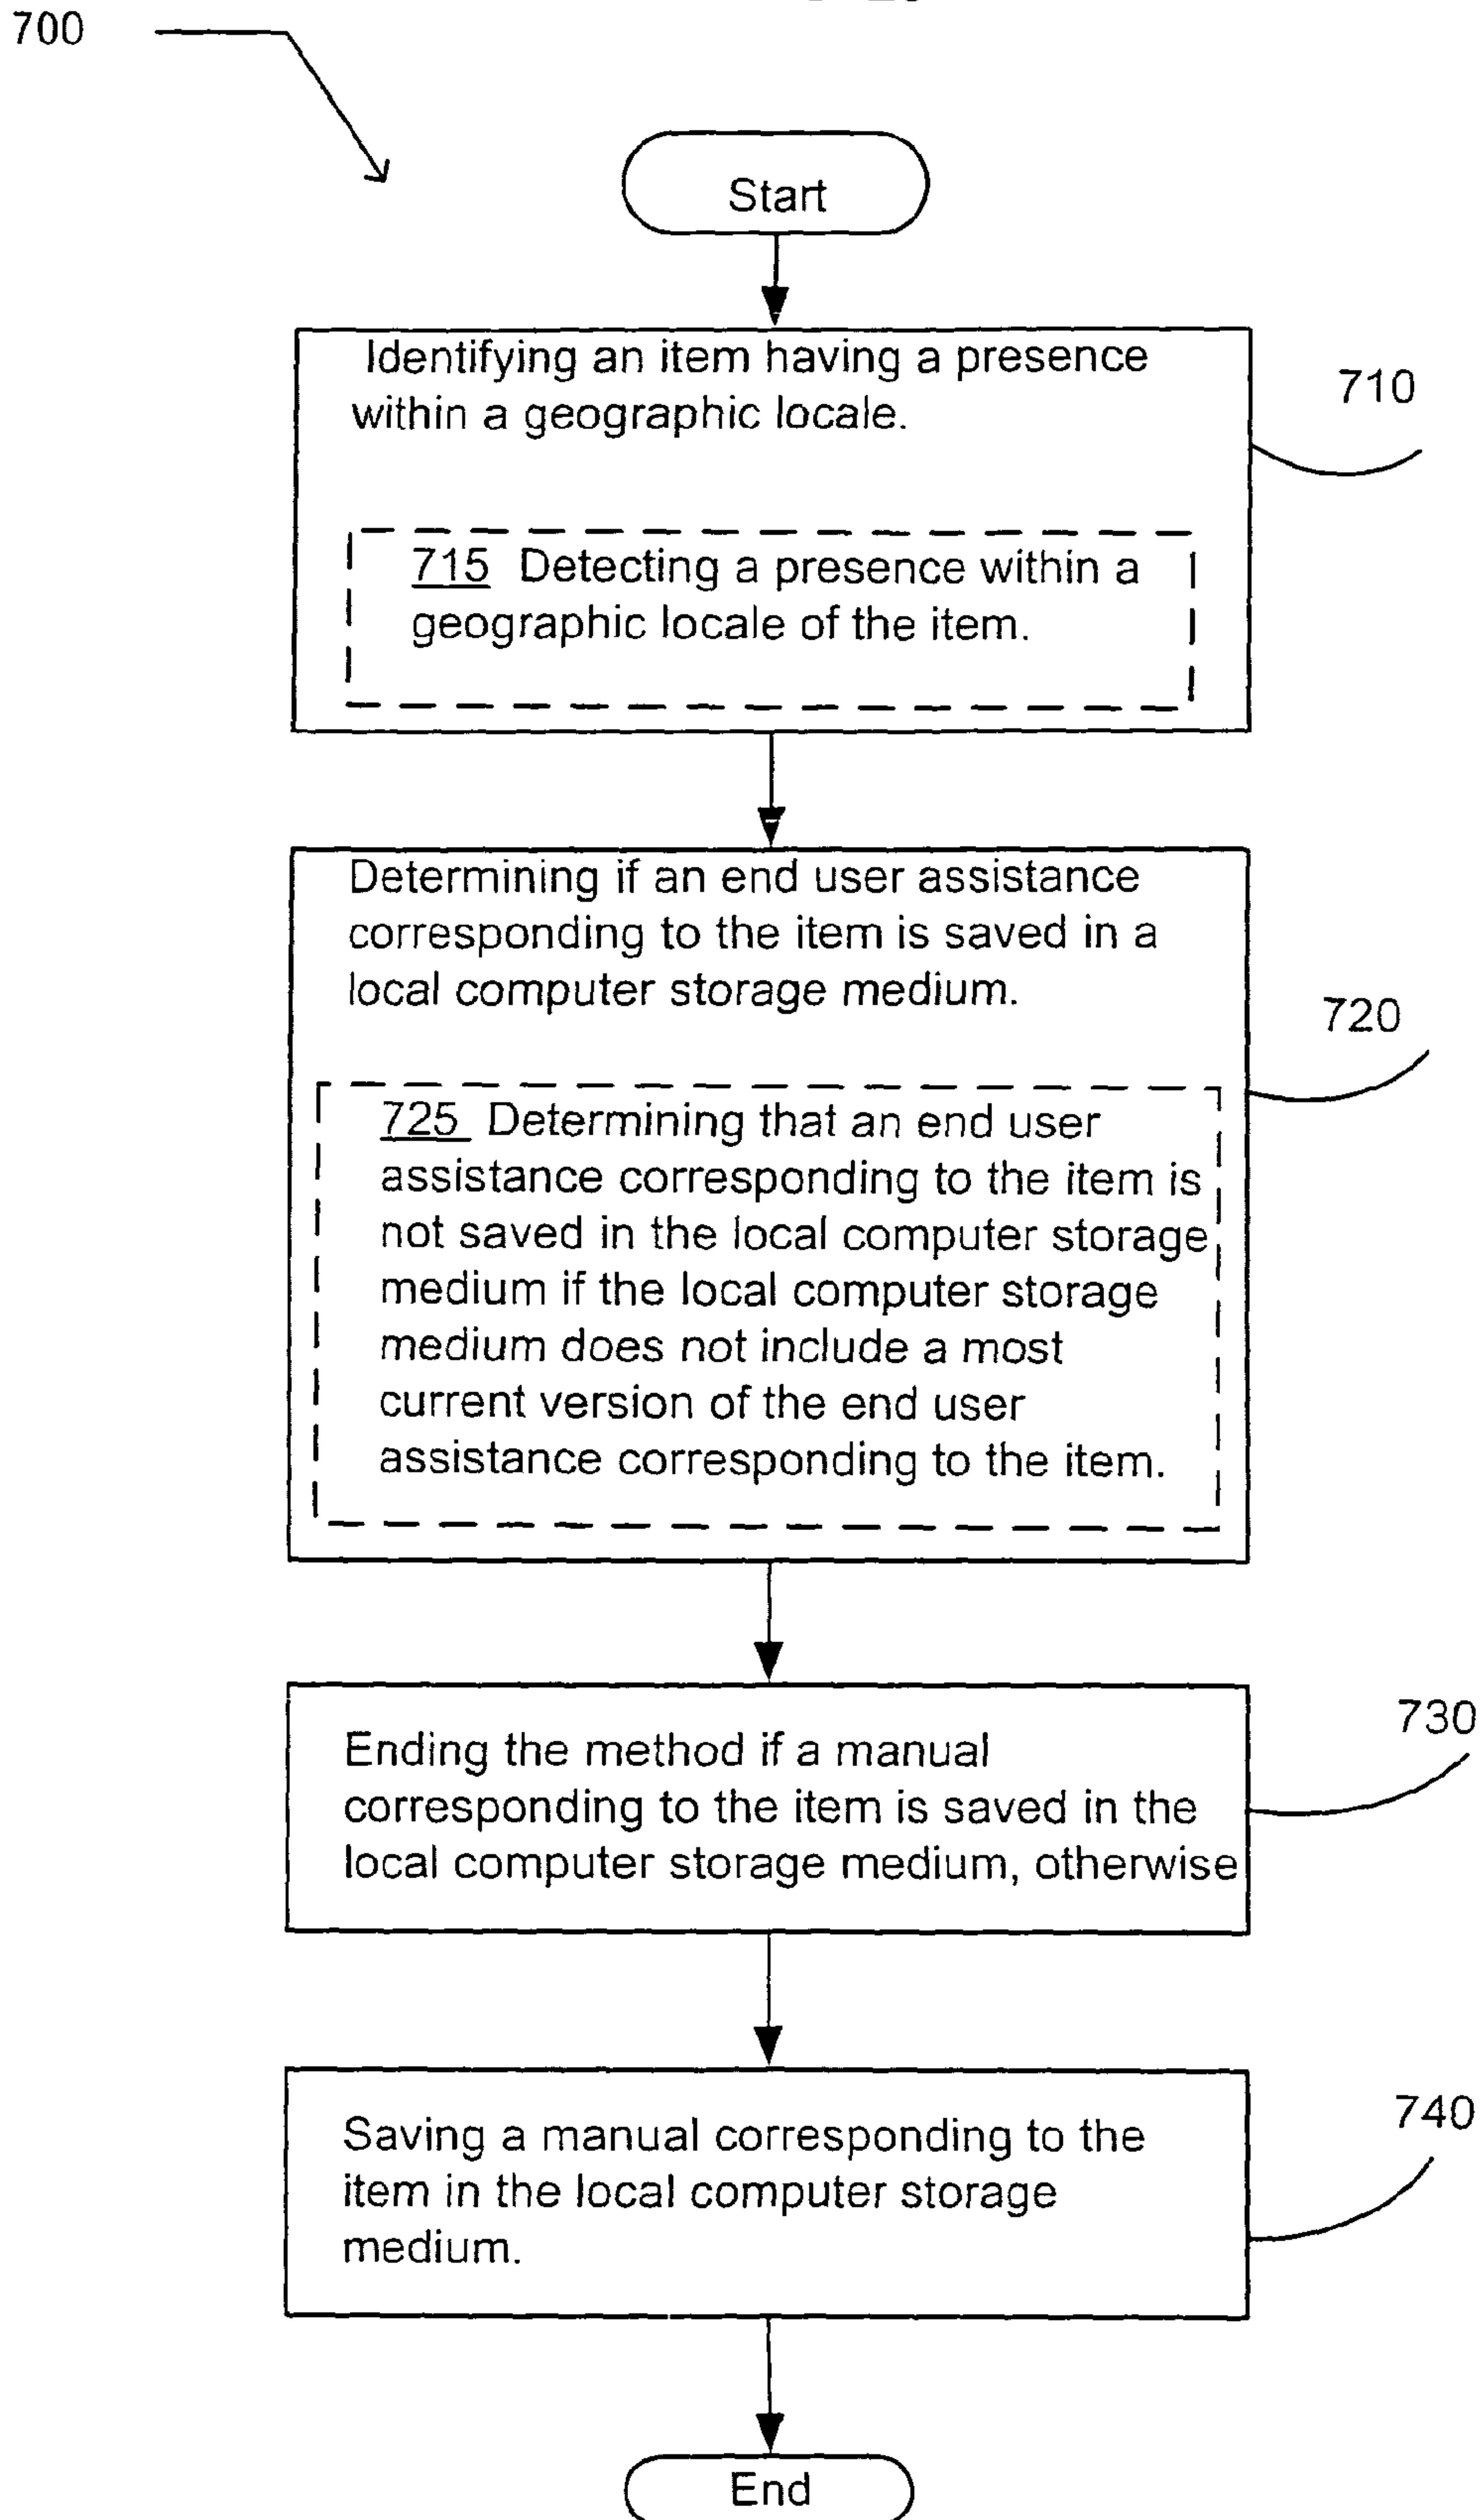 700
Start
Identifying an item having a presence
within a geographic locale.
710
715 Detecting a presence within a
geographic locale of the item.
Determining if an end user assistance
corresponding to the item is saved in a
local computer storage medium.
720
725 Determining that an end user
assistance corresponding to the item is
not saved in the local computer storage
medium if the local computer storage
medium does not include a most
current version of the end user
assistance corresponding to the item.
730
Ending the method if a manual
corresponding to the item is saved in the
local computer storage medium, otherwise
740
Saving a manual corresponding to the
item in the local computer storage
medium.
End